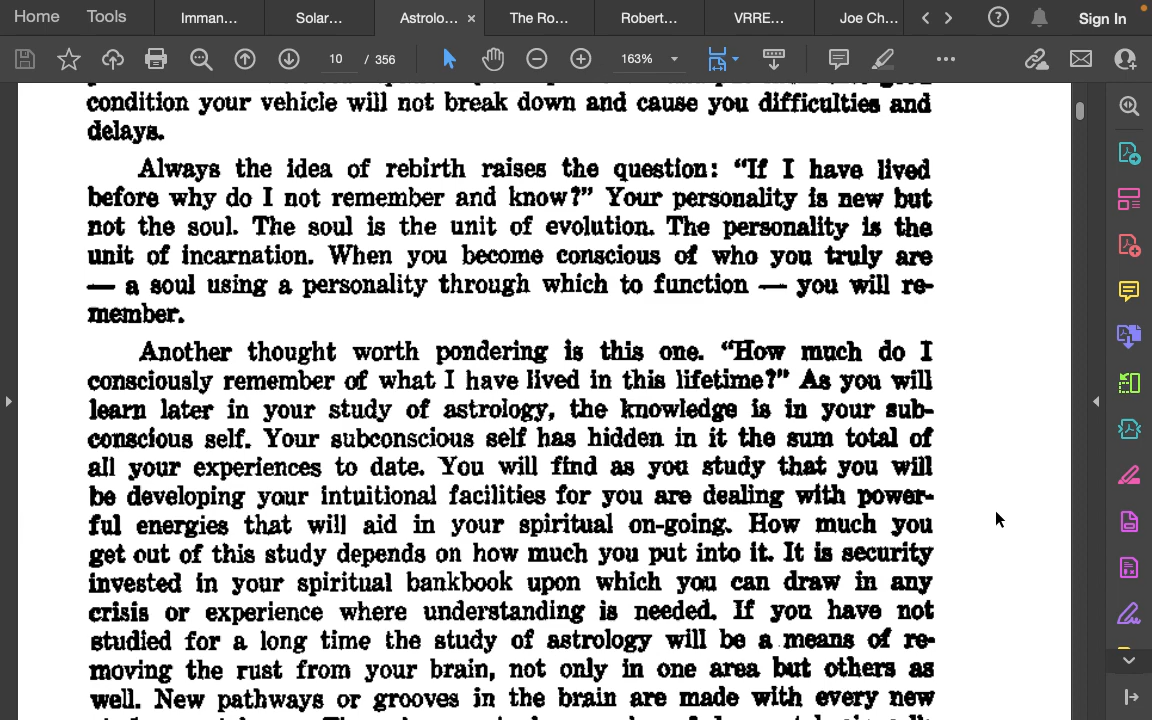 Home Tools Imman... Solar... Astrolo... The Ro... Robert... VRRE... Joe Ch... Sign In
10 / 356 163%
condition your vehicle will not break down and cause you difficulties and
delays.
Always the idea of rebirth raises the question: “If I have lived
before why do I not remember and know?” Your personality is new but
not the soul. The soul is the unit of evolution. The personality is the
unit of incarnation. When you become conscious of who you truly are
— a soul using a personality through which to function — you will re-
member.
Another thought worth pondering is this one. “How much do I
consciously remember of what I have lived in this lifetime?” As you will
learn later in your study of astrology, the knowledge is in your sub-
conscious self. Your subconscious self has hidden in it the sum total of
all your experiences to date. You will find as you study that you will
be developing your intuitional facilities for you are dealing with power-
ful energies that will aid in your spiritual on-going. How much you
get out of this study depends on how much you put into it. It is security
invested in your spiritual bankbook upon which you can draw in any
crisis or experience where understanding is needed. If you have not
studied for a long time the study of astrology will be a means of re-
moving the rust from your brain, not only in one area but others as
well. New pathways or grooves in the brain are made with every new